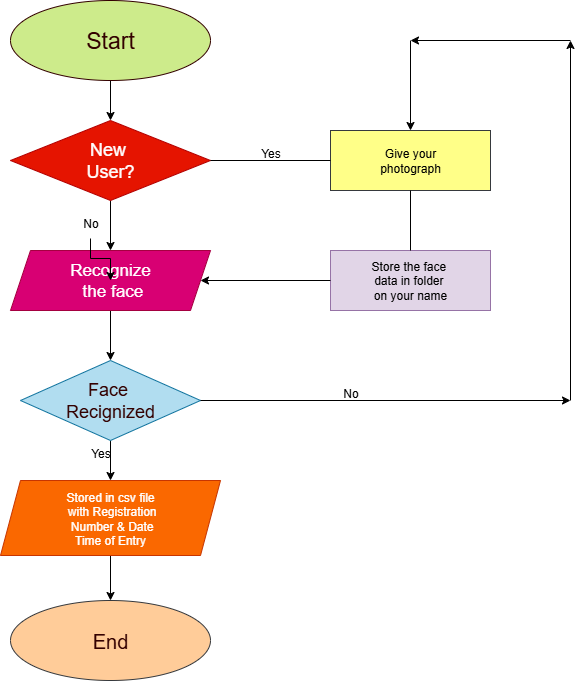 Start
New
User?
Yes
Give your
photograph
No
Recognize
the face
Store the face
data in folder
on your name
Face
Recignized
No
Yes
Stored in csv file
with Registration
Number & Date
Time of Entry
End